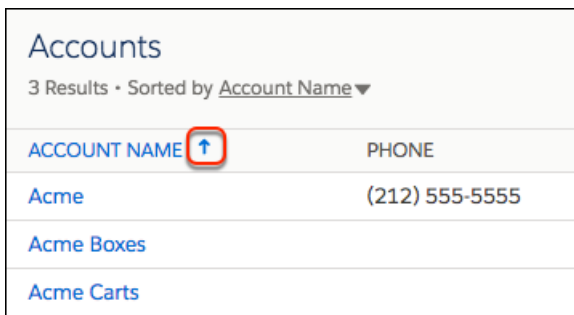 Accounts
3 Results • Sorted by Account Name
ACCOUNT NAME PHONE
Acme (212) 555-5555
Acme Boxes
Acme Carts